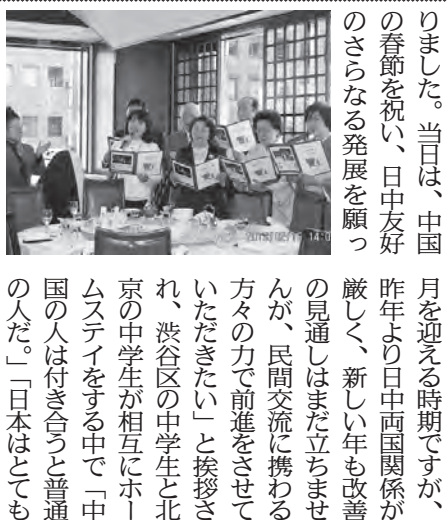 りました。当日は、中国
の春節を祝い、日中友好
のさらなる発展を願っ
月を迎える時期ですが、
昨年より日中両国関係が
厳しく、新しい年も改善
の見通しはまだ立ちませ
んが、民間交流に携わる
方々の力で前進をさせて
いただきたい」と挨拶さ
れ、渋谷区の中学生と北
京の中学生が相互にホー
ムステイをする中で「中
国の人は付き合うと普通
の人だ。」「日本はとても